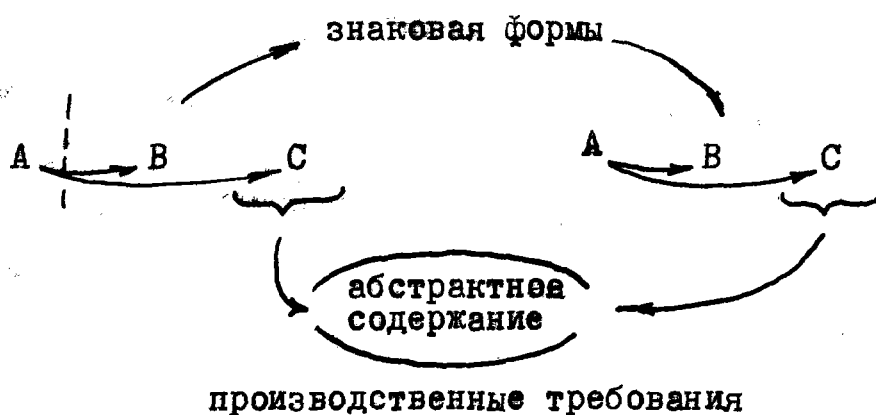 знаковая формы
А В С
А В С
абстрактное
содержание
производственные требования